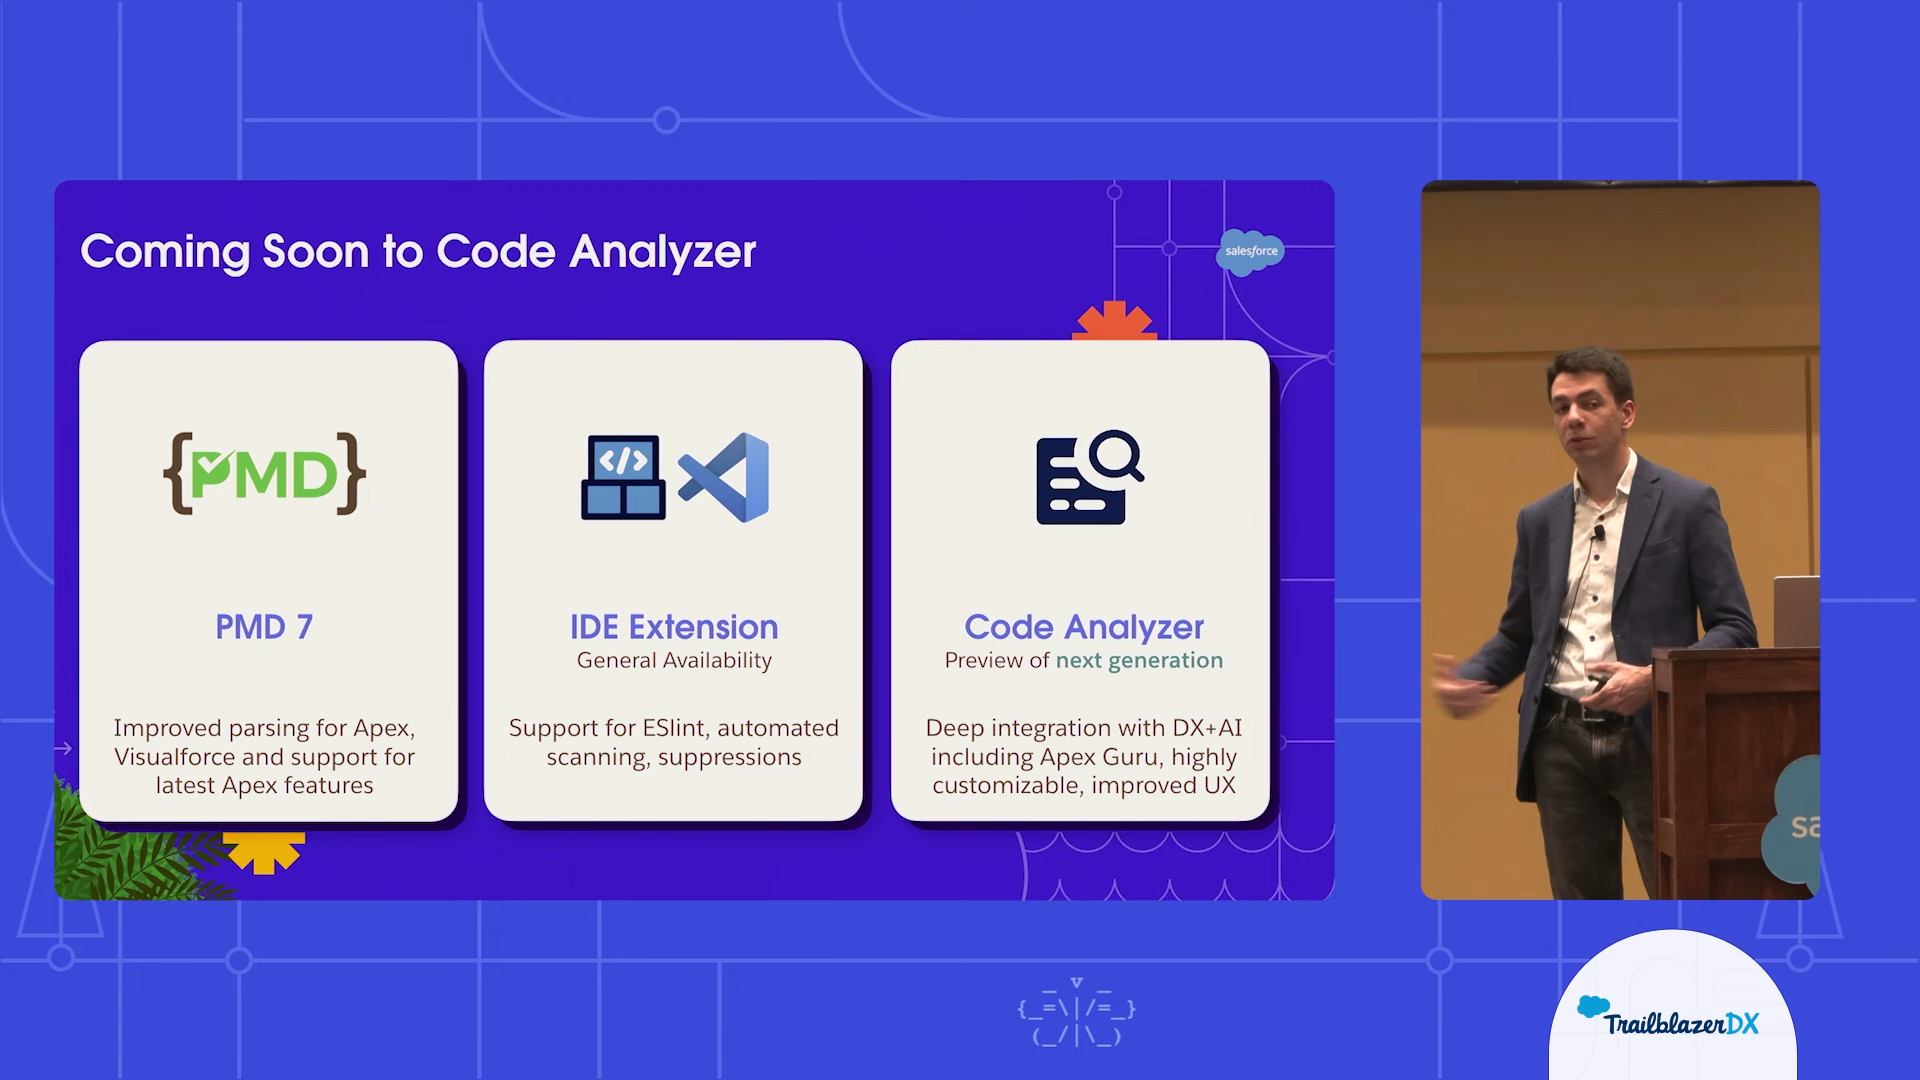 Coming Soon to Code Analyzer
salesforce
{PMD}
</>
PMD 7
Improved parsing for Apex,
Visualforce and support for
latest Apex features
IDE Extension
General Availability
Support for ESlint, automated
scanning, suppressions
Code Analyzer
Preview of next generation
Deep integration with DX+AI
including Apex Guru, highly
customizable, improved UX
sa
TrailblazerDX